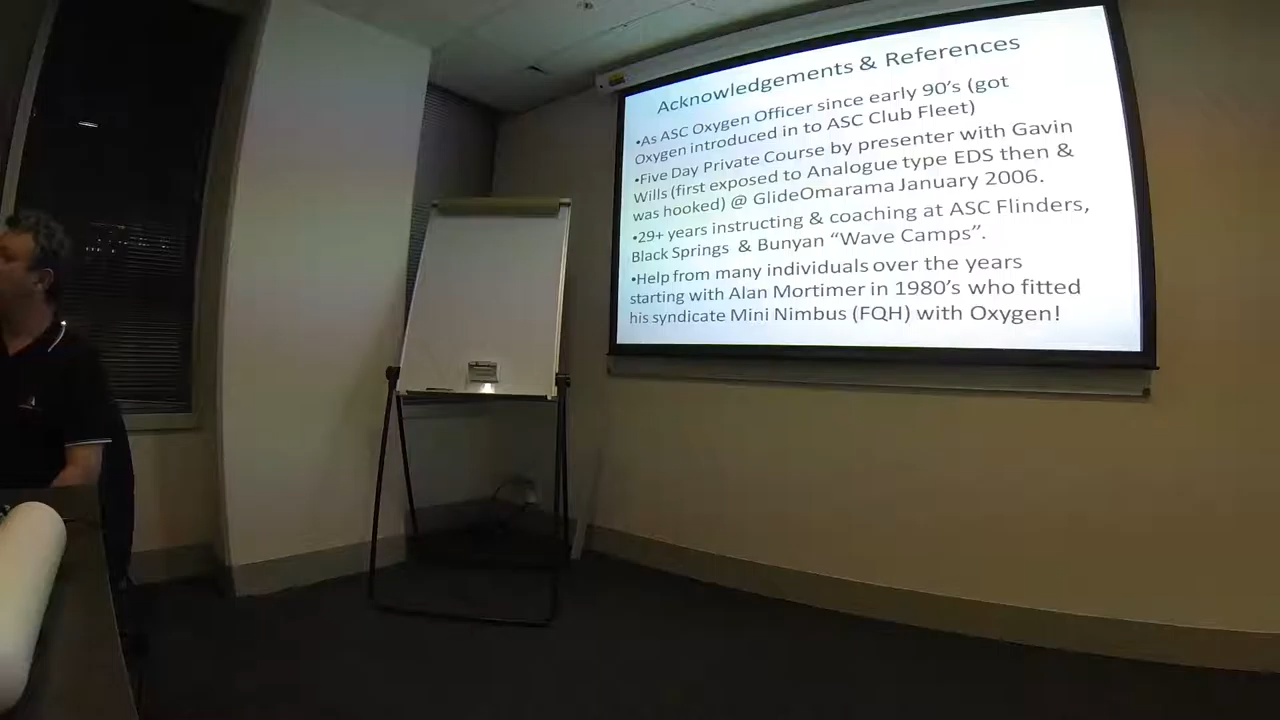 Acknowledgements & References
•As ASC Oxygen Officer since early 90's (got
Oxygen introduced in to ASC Club Fleet)
•Five Day Private Course by presenter with Gavin
Wills (first exposed to Analogue type EDS then &
was hooked) @ GlideOmarama January 2006.
•29+ years instructing & coaching at ASC Flinders,
Black Springs & Bunyan “Wave Camps”.
•Help from many individuals over the years
starting with Alan Mortimer in 1980's who fitted
his syndicate Mini Nimbus (FQH) with Oxygen!